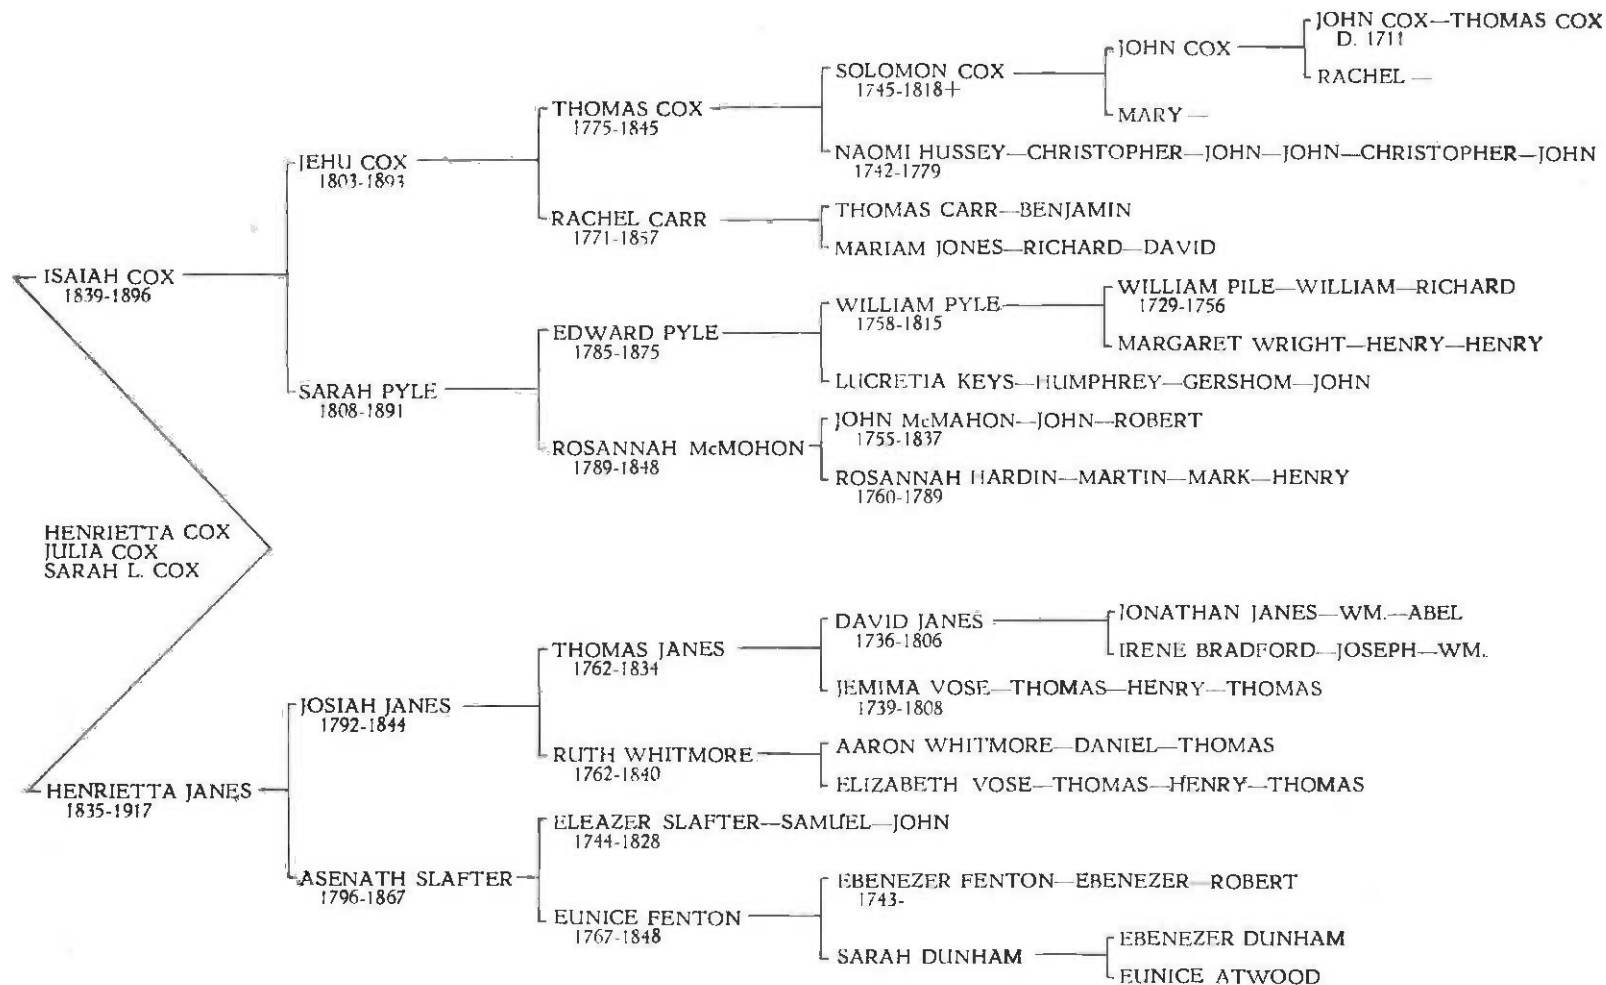 JOHN COX—THOMAS COX
D. 1711
JOHN COX
RACHEL —
SOLOMON COX
1745-1818+
MARY —
THOMAS COX
1775-1845
NAOMI HUSSEY—CHRISTOPHER—JOHN—JOHN—CHRISTOPHER—JOHN
1742-1779
JEHU COX
1803-1893
THOMAS CARR—BENJAMIN
RACHEL CARR
1771-1857
MARIAM JONES—RICHARD—DAVID
ISAIAH COX
1839-1896
WILLIAM PILE—WILLIAM—RICHARD
1729-1756
WILLIAM PYLE
1758-1815
EDWARD PYLE
1785-1875
MARGARET WRIGHT—HENRY—HENRY
LUCRETIA KEYS—HUMPHREY—GERSHOM—JOHN
SARAH PYLE
1808-1891
JOHN McMAHON—JOHN—ROBERT
1755-1837
ROSANNAH McMOHON
1789-1848
ROSANNAH HARDIN—MARTIN—MARK—HENRY
1760-1789
HENRIETTA COX
JULIA COX
SARAH L. COX
JONATHAN JANES—WM.—ABEL
DAVID JANES
1736-1806
IRENE BRADFORD—JOSEPH—WM.
THOMAS JANES
1762-1834
JEMIMA VOSE—THOMAS—HENRY—THOMAS
1739-1808
JOSIAH JANES
1792-1844
AARON WHITMORE—DANIEL—THOMAS
RUTH WHITMORE
1762-1840
ELIZABETH VOSE—THOMAS—HENRY—THOMAS
HENRIETTA JANES
1835-1917
ELEAZER SLAFTER—SAMUEL—JOHN
1744-1828
ASENATH SLAFTER
1796-1867
EBENEZER FENTON—EBENEZER—ROBERT
1743-
EUNICE FENTON
1767-1848
EBENEZER DUNHAM
SARAH DUNHAM
EUNICE ATWOOD